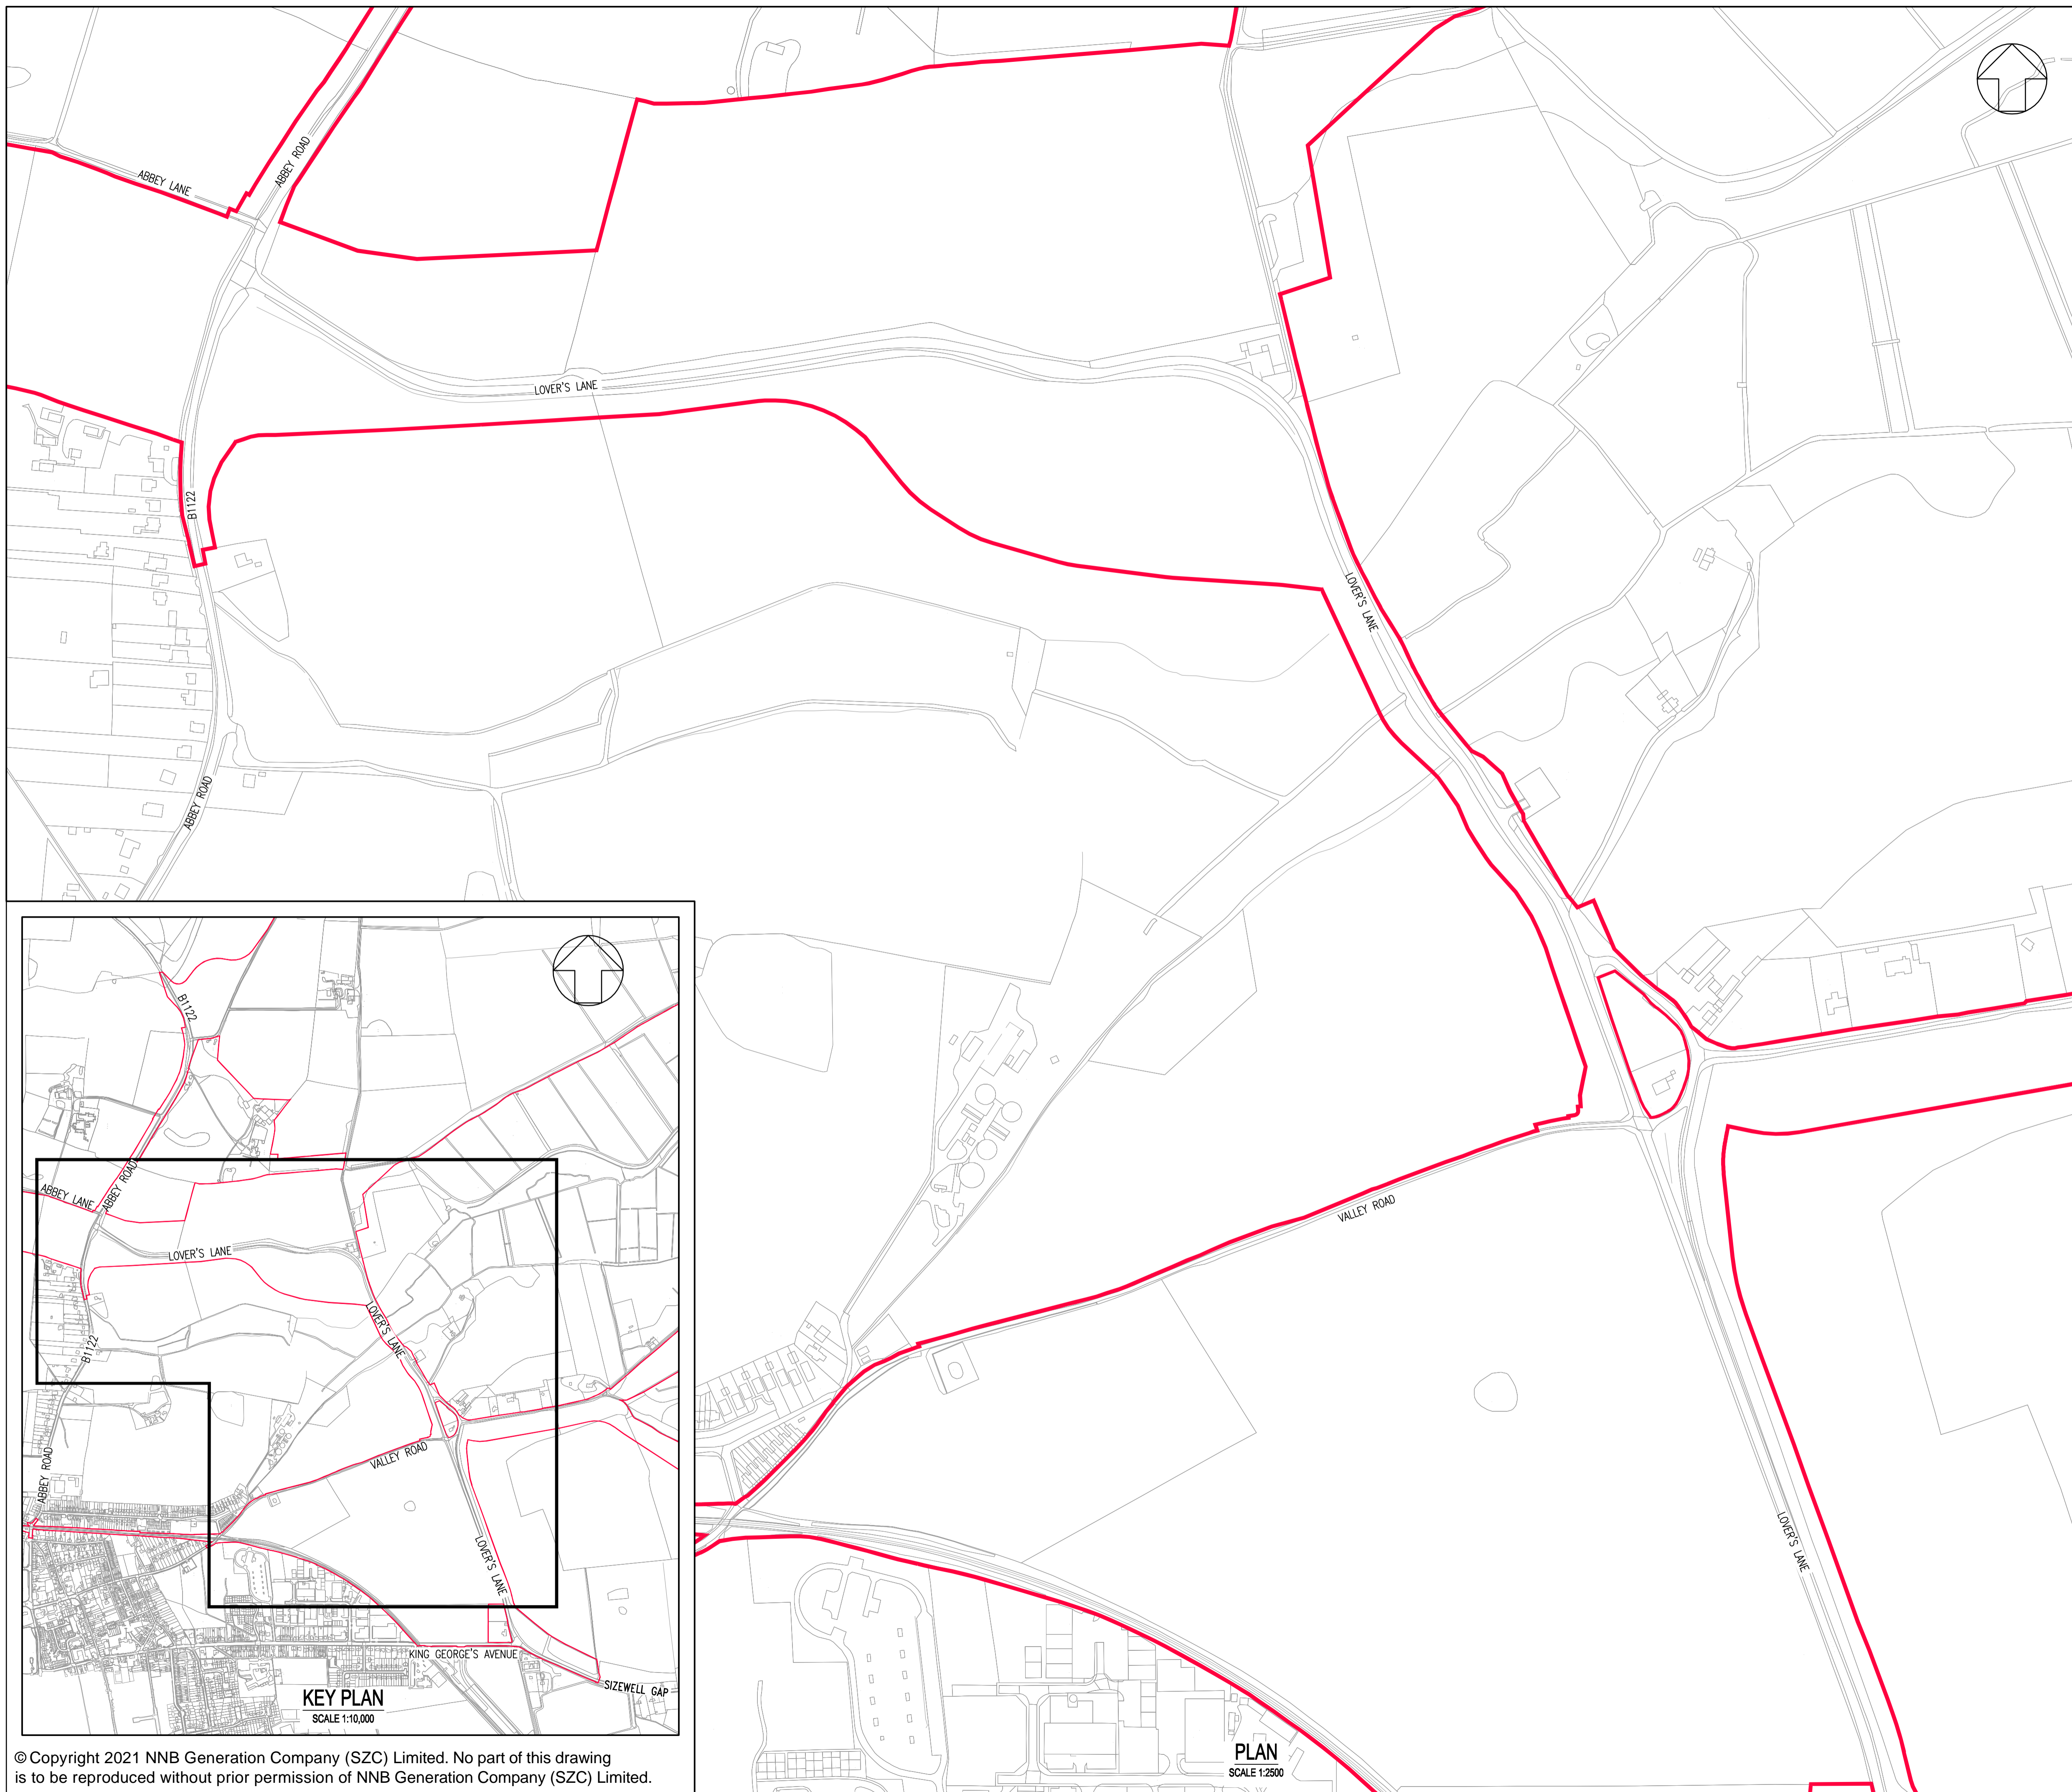 ABBEY ROAD
ABBEY LANE
LOVER'S LANE
B1122
LOVER'S LANE
ABBEY ROAD
VALLEY ROAD
LOVER'S LANE
PLAN
SCALE 1:2500
B1122
ABBEY ROAD
ABBEY LANE
LOVER'S LANE
LOVER'S LANE
B1122
VALLEY ROAD
ABBEY ROAD
LOVER'S LANE
KING GEORGE'S AVENUE
SIZEWELL GAP
KEY PLAN
SCALE 1:10,000
© Copyright 2021 NNB Generation Company (SZC) Limited. No part of this drawing
is to be reproduced without prior permission of NNB Generation Company (SZC) Limited.